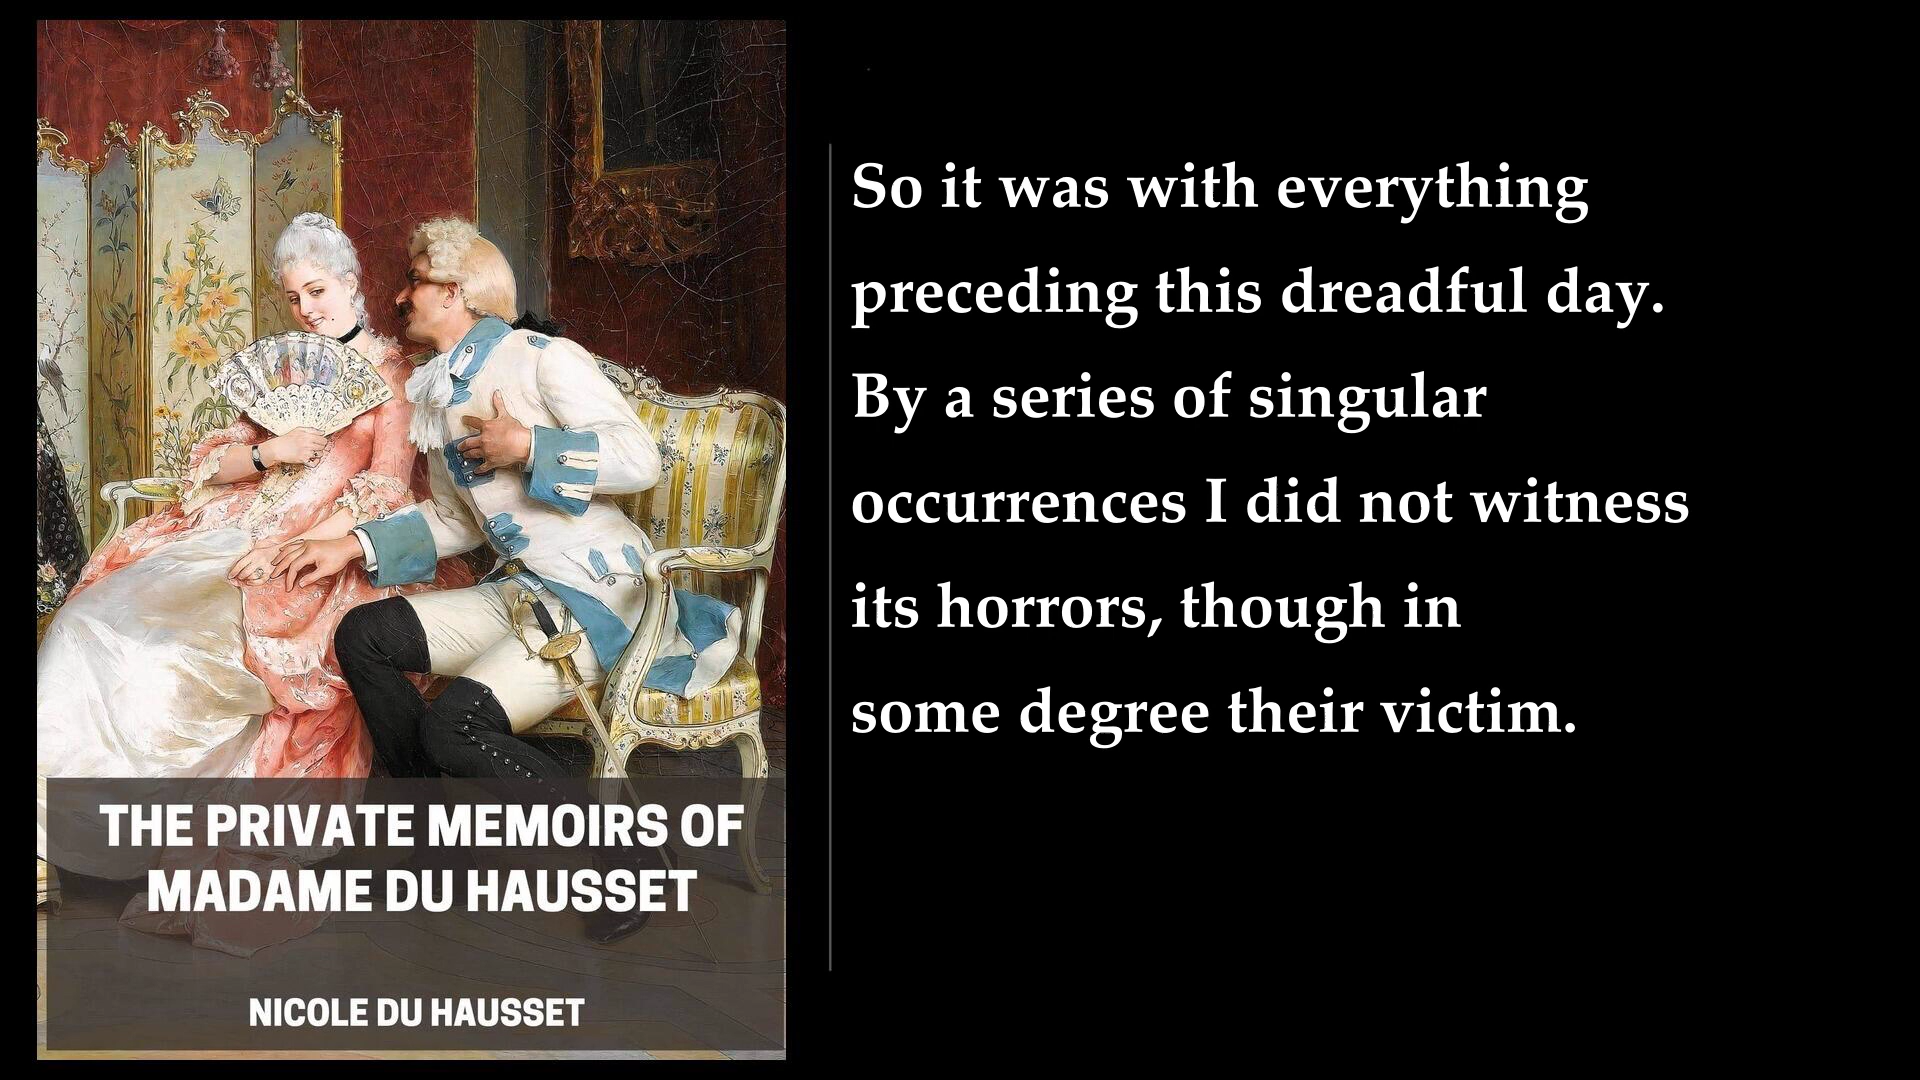 THE PRIVATE MEMOIRS OF
MADAME DU HAUSSET
NICOLE DU HAUSSET
So it was with everything
preceding this dreadful day.
By a series of singular
occurrences I did not witness
its horrors, though in
some degree their victim.